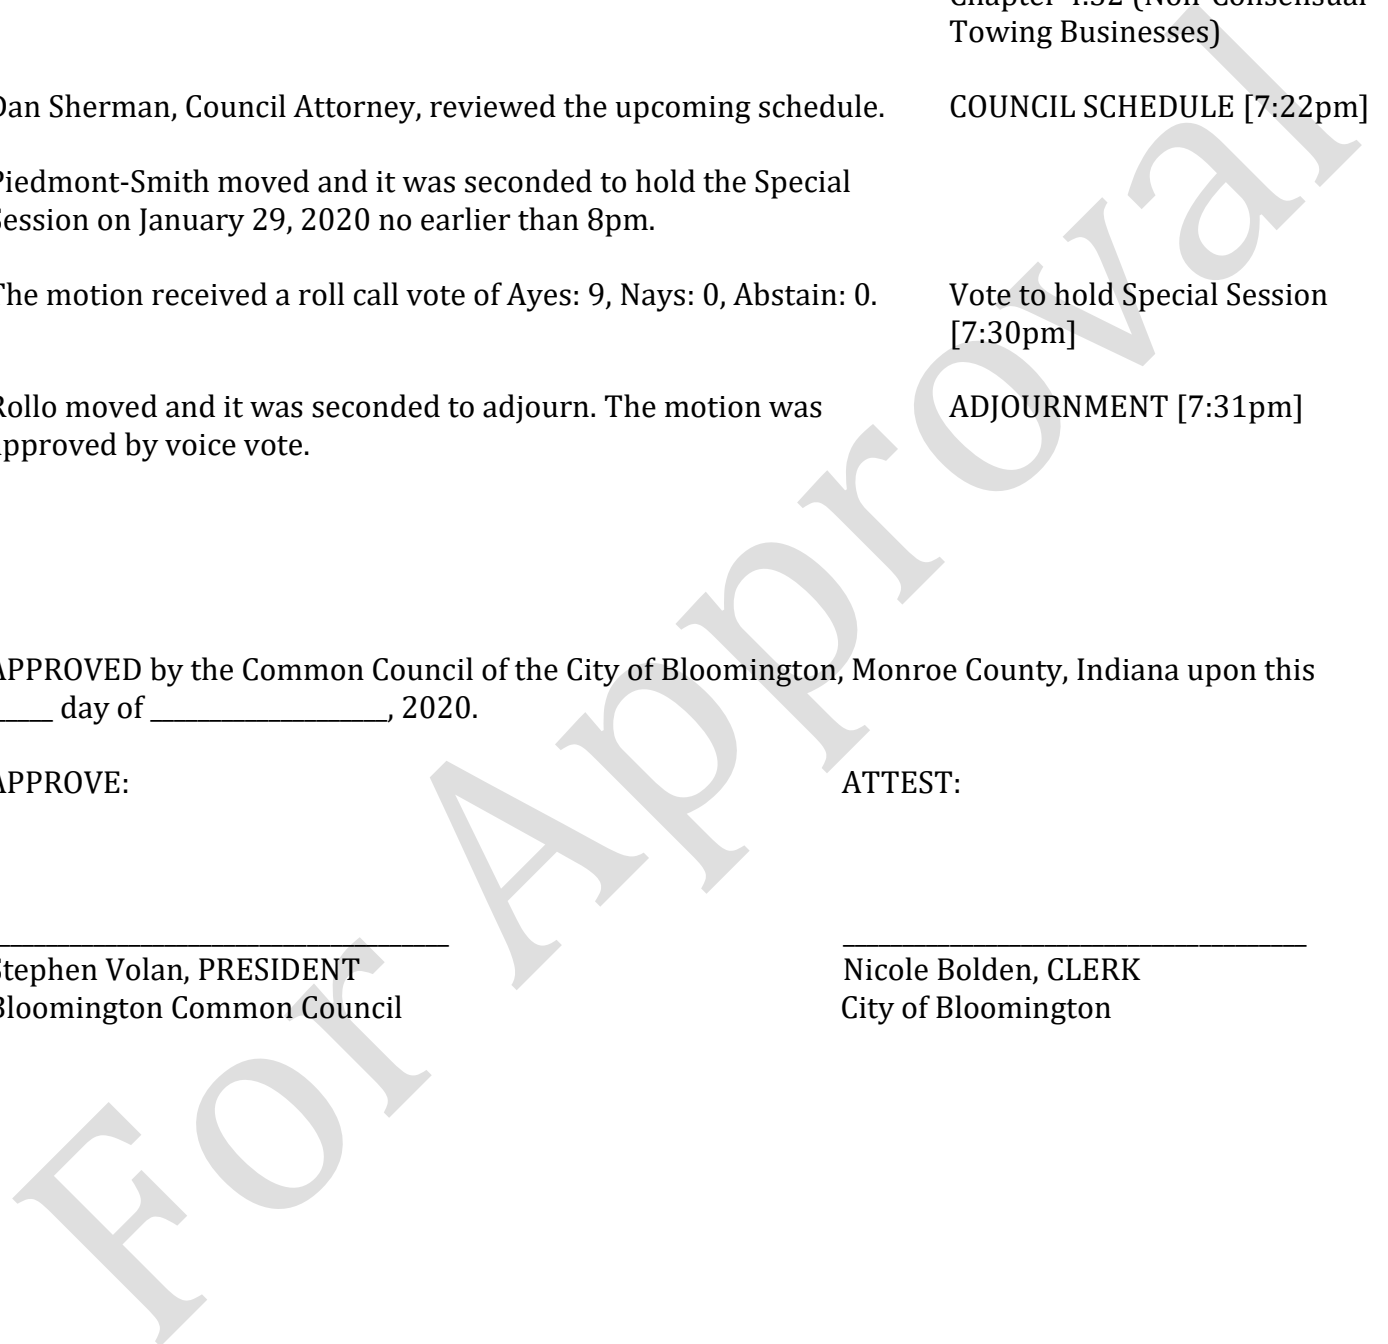 Towing Businesses)
Dan Sherman, Council Attorney, reviewed the upcoming schedule.
COUNCIL SCHEDULE [7:22pm]
Piedmont-Smith moved and it was seconded to hold the Special
Session on January 29, 2020 no earlier than 8pm.
The motion received a roll call vote of Ayes: 9, Nays: 0, Abstain: 0.
Vote to hold Special Session
[7:30pm]
Rollo moved and it was seconded to adjourn. The motion was
approved by voice vote.
ADJOURNMENT [7:31pm]
APPROVED by the Common Council of the City of Bloomington, Monroe County, Indiana upon this
_____ day of ____________________, 2020.
APPROVE:
ATTEST:
_______________________________________
_______________________________________
Stephen Volan, PRESIDENT
Nicole Bolden, CLERK
Bloomington Common Council
City of Bloomington
For Approval